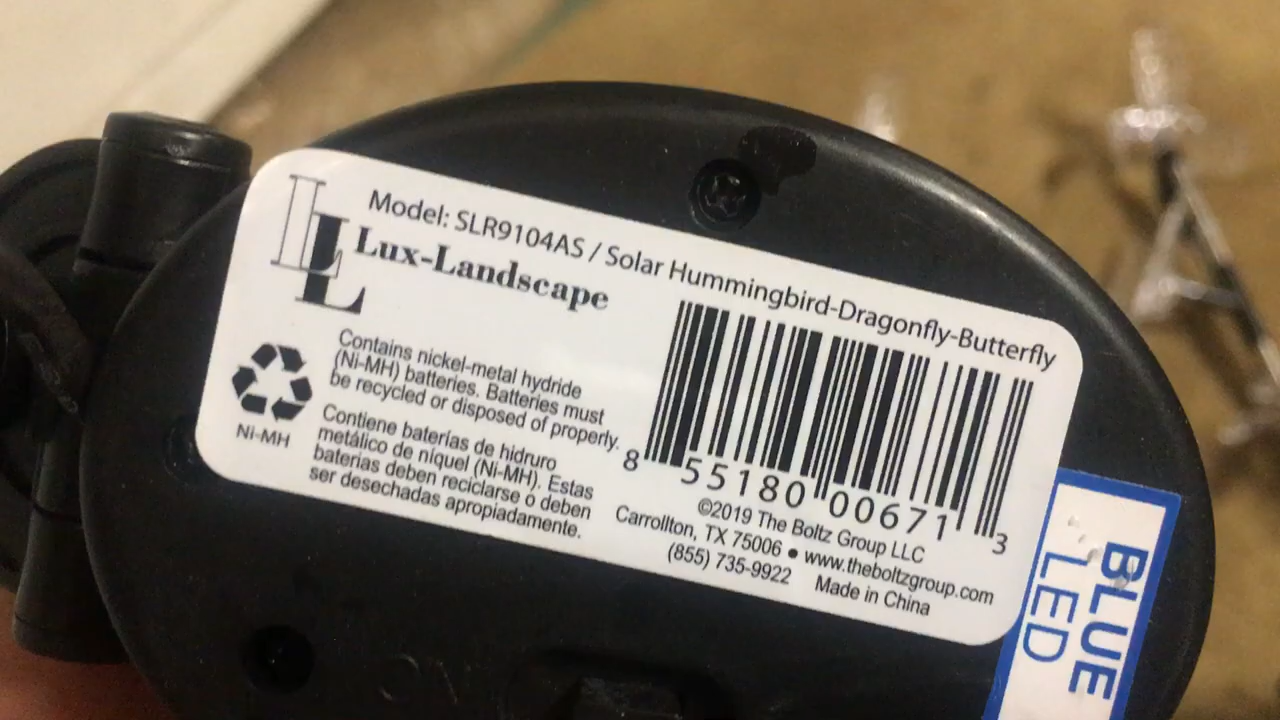 Model: SLR9104AS / Solar Hummingbird-Dragonfly-Butterfly
LL Lux-Landscape
Contains nickel-metal hydride
(Ni-MH) batteries. Batteries must
be recycled or disposed of properly.
Ni-MH
Contiene baterías de hidruro
metálico de níquel (Ni-MH). Estas
baterias deben reciclarse o deben
ser desechadas apropiadamente.
8 55180 00671 3
©2019 The Boltz Group LLC
Carrollton, TX 75006 • www.theboltzgroup.com
(855) 735-9922 Made in China
BLUE
LED